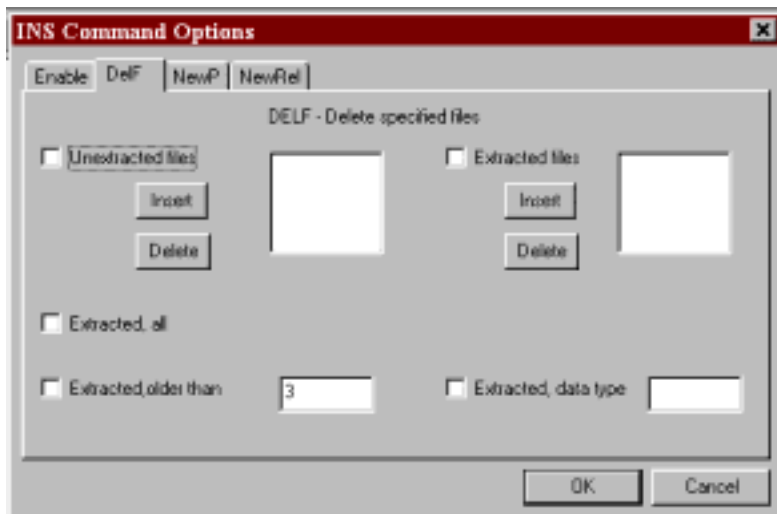 INS Command Options
Enable DelF NewP NewRel
DELF - Delete specified files
Unextracted files
Extracted files
Insert
Insert
Delete
Delete
Extracted, all
Extracted,older than 3
Extracted, data type
OK Cancel